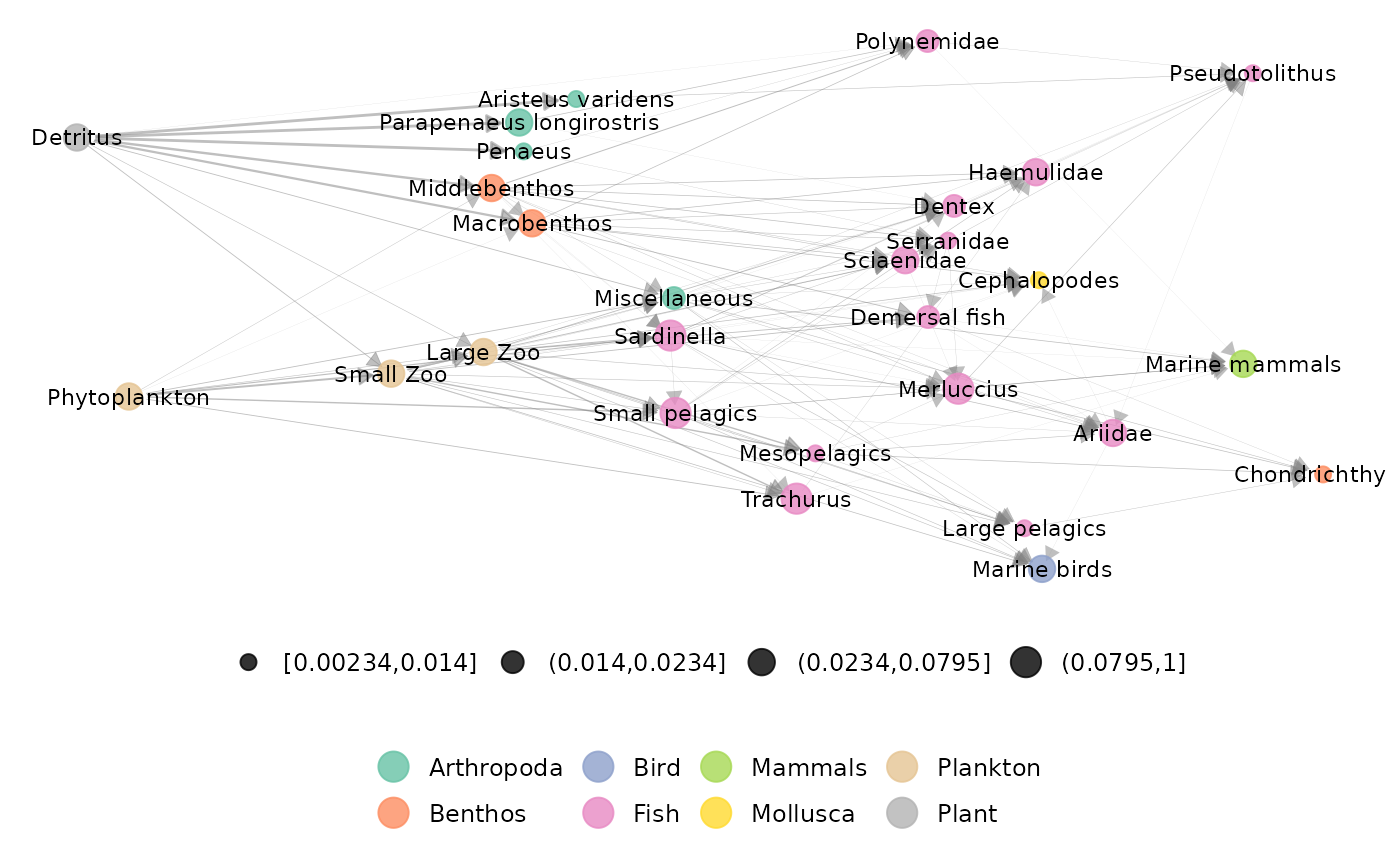 Polynemidae
Pseudotolithus
Aristeus varidens
Parapenaeus longirostris
Detritus
Penaeus
Haemulidae
Middlebenthos
Dentex
Macrobenthos
Serranidae
Sciaenidae
Cephalopodes
Miscellaneous
Demersal fish
Sardinella
Large Zoo
Marine mammals
Small Zoo
Merluccius
Phytoplankton
Small pelagics
Ariidae
Mesopelagics
Chondrichthy
Trachurus
Large pelagics
Marine birds
[0.00234,0.014] (0.014,0.0234] (0.0234,0.0795] (0.0795,1]
Arthropoda Bird Mammals Plankton
Benthos Fish Mollusca Plant